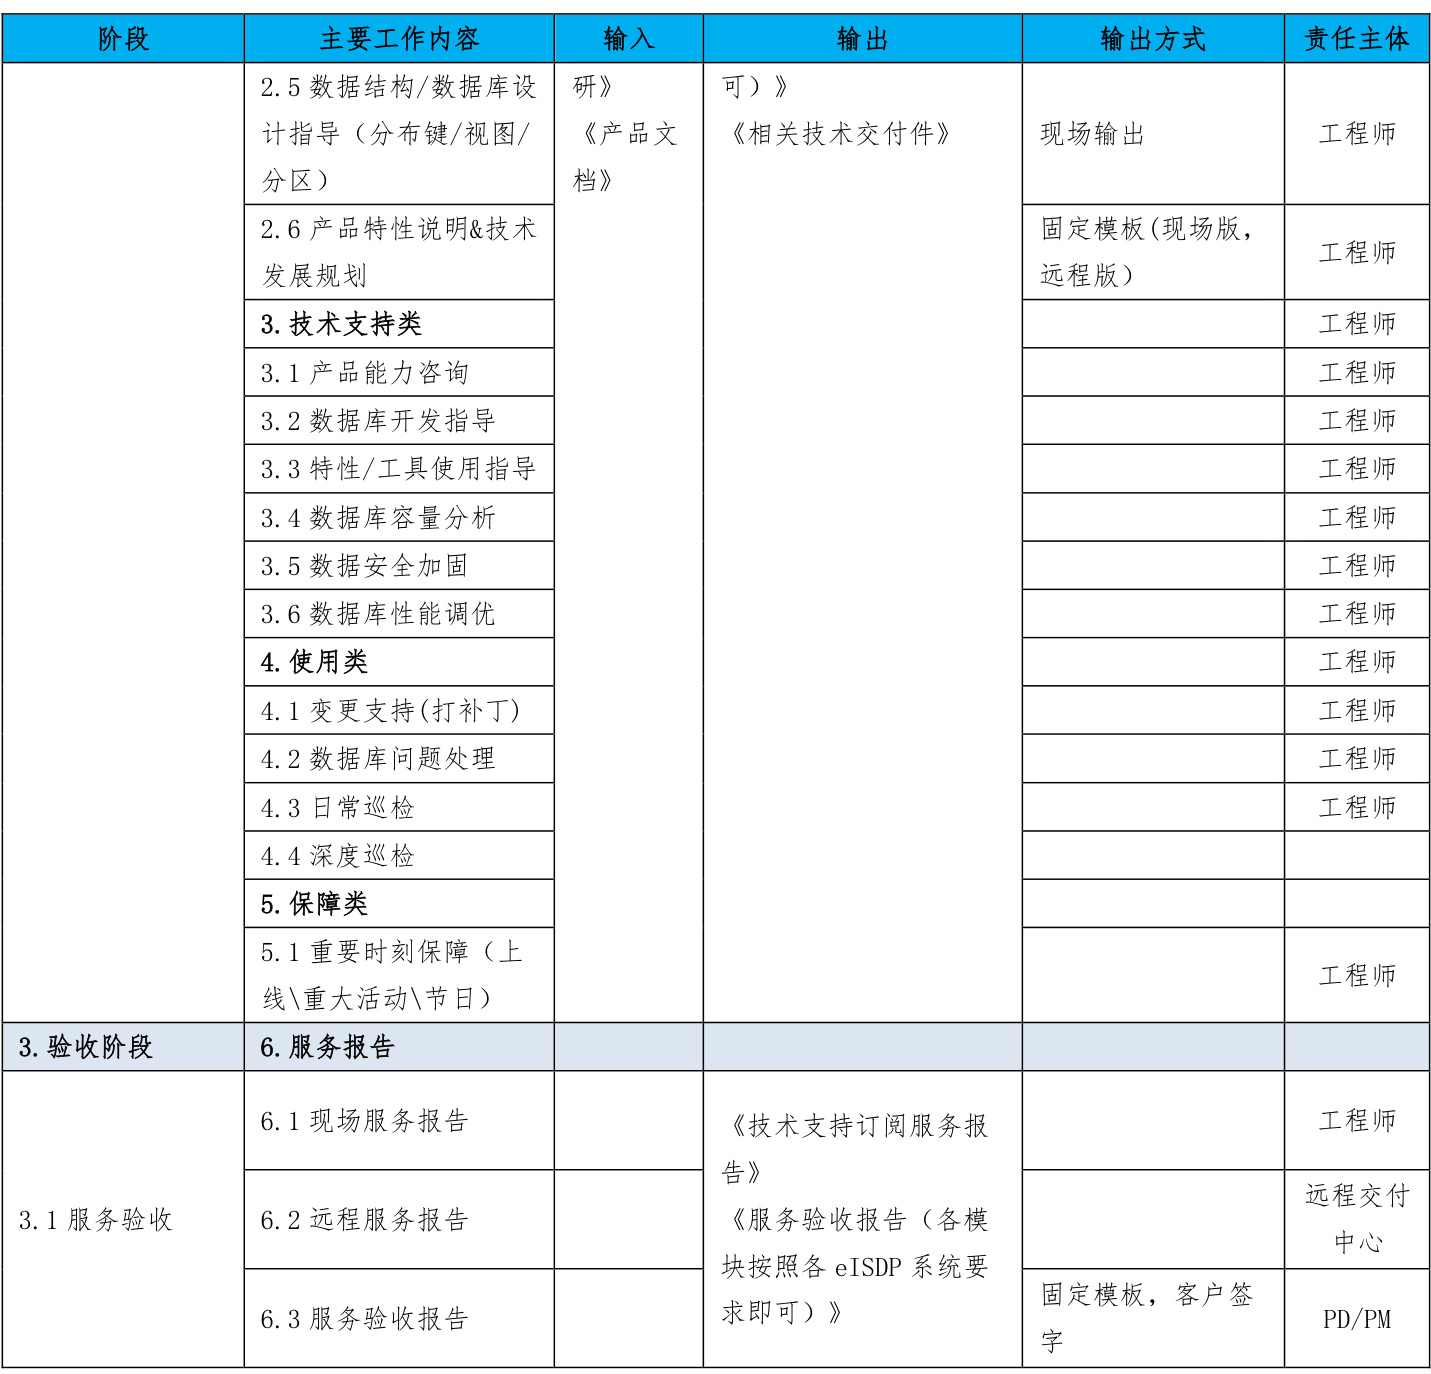 阶段 主要工作内容 输入 输出 输出方式 责任主体
2.5 数据结构/数据库设
计指导（分布键/视图/
分区）
研》
《产品文
档》
可）》
《相关技术交付件》
现场输出
工程师
2.6 产品特性说明&技术
发展规划
固定模板(现场版，
远程版）
工程师
3.技术支持类 工程师
3.1 产品能力咨询 工程师
3.2 数据库开发指导 工程师
3.3 特性/工具使用指导 工程师
3.4 数据库容量分析 工程师
3.5 数据安全加固 工程师
3.6 数据库性能调优 工程师
4.使用类 工程师
4.1 变更支持(打补丁) 工程师
4.2 数据库问题处理 工程师
4.3 日常巡检 工程师
4.4 深度巡检
5.保障类
5.1 重要时刻保障（上
线\重大活动\节日）
工程师
3.验收阶段 6.服务报告
3.1 服务验收
6.1 现场服务报告
《技术支持订阅服务报
告》
《服务验收报告（各模
块按照各 eISDP 系统要
求即可）》
工程师
6.2 远程服务报告
远程交付
中心
6.3 服务验收报告
固定模板，客户签
字
PD/PM